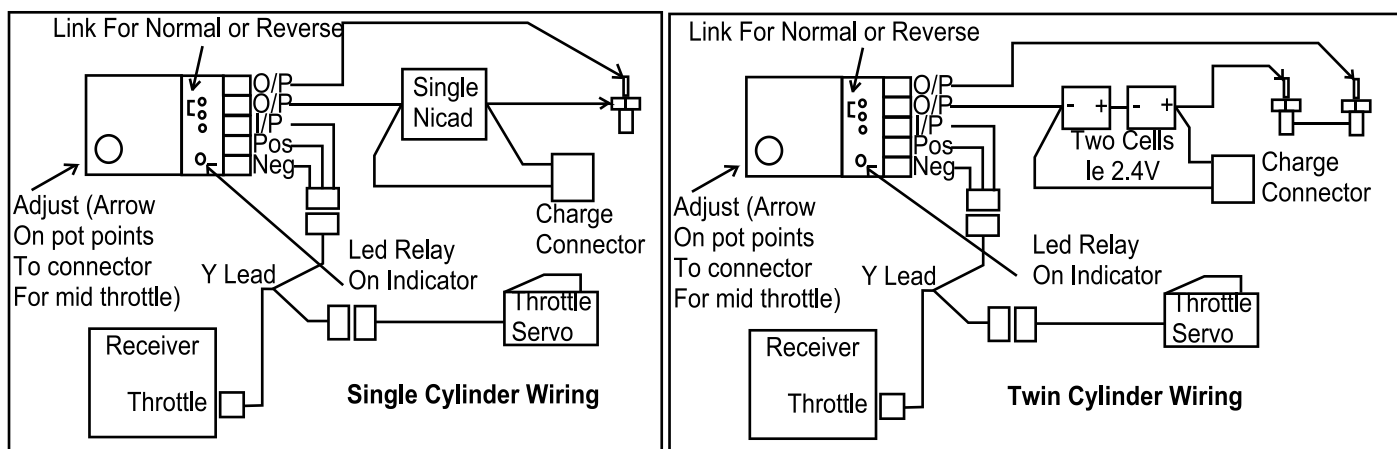 Link For Normal or Reverse
O/P
O/P
I/P
Pos
Neg
Single
Nicad
Adjust (Arrow
On pot points
To connector
For mid throttle)
Charge
Connector
Led Relay
On Indicator
Y Lead
Throttle
Servo
Receiver
Throttle
Single Cylinder Wiring
Link For Normal or Reverse
O/P
O/P
I/P
Pos
Neg
- + - +
Two Cells
Ie 2.4V
Charge
Connector
Adjust (Arrow
On pot points
To connector
For mid throttle)
Led Relay
On Indicator
Y Lead
Throttle
Servo
Receiver
Throttle
Twin Cylinder Wiring